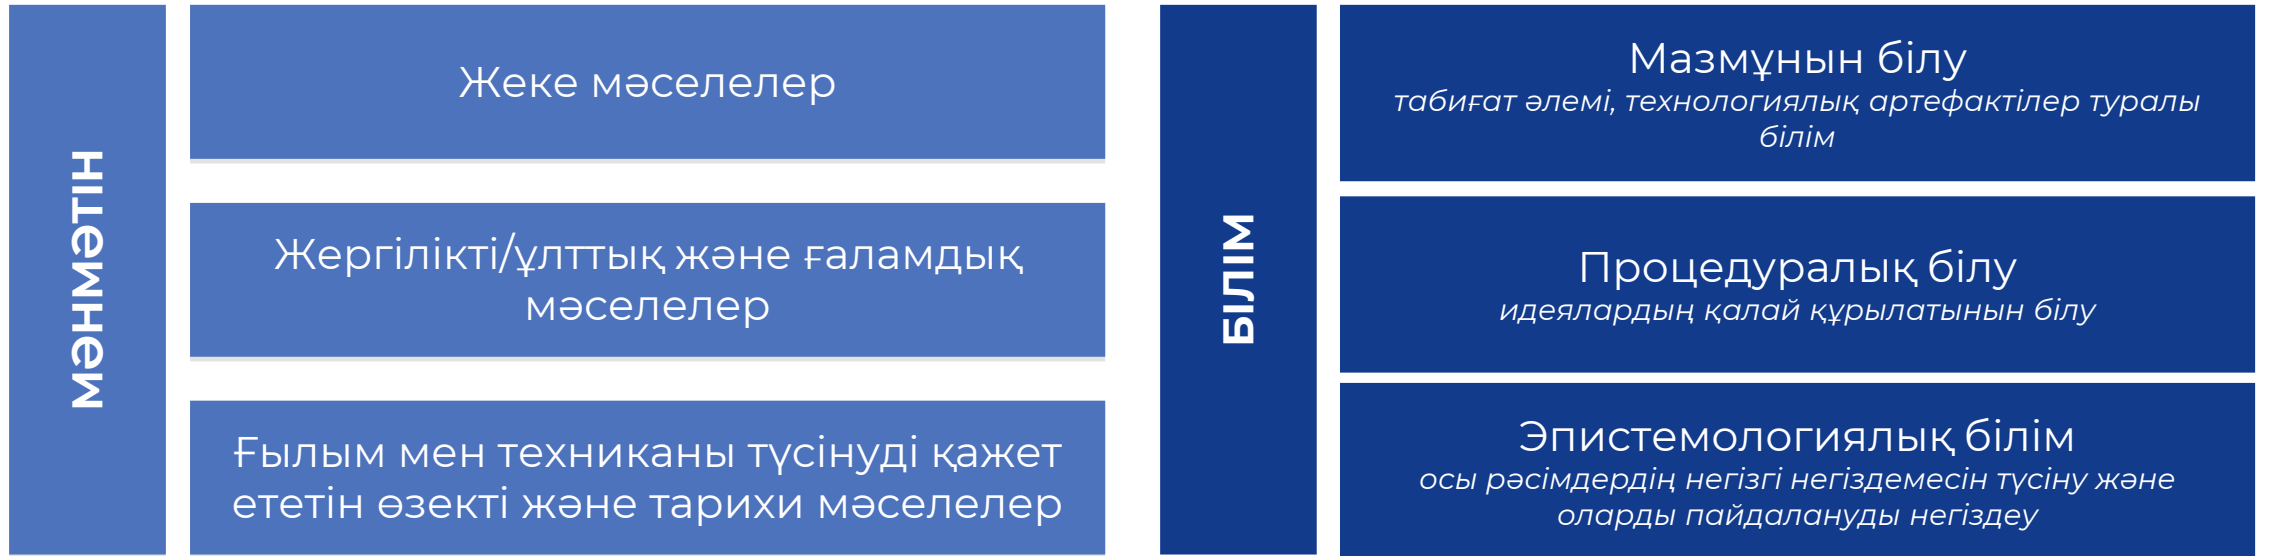 МӘНМӘТІН
Жеке мәселелер
Жергілікті/ұлттық және ғаламдық
мәселелер
Ғылым мен техниканы түсінуді қажет
ететін өзекті және тарихи мәселелер
БІЛІМ
Мазмұнын білу
табиғат әлемі, технологиялық артефактілер туралы
білім
Процедуралық білу
идеялардың қалай құрылатынын білу
Эпистемологиялық білім
осы рәсімдердің негізгі негіздемесін түсіну және
оларды пайдалануды негіздеу